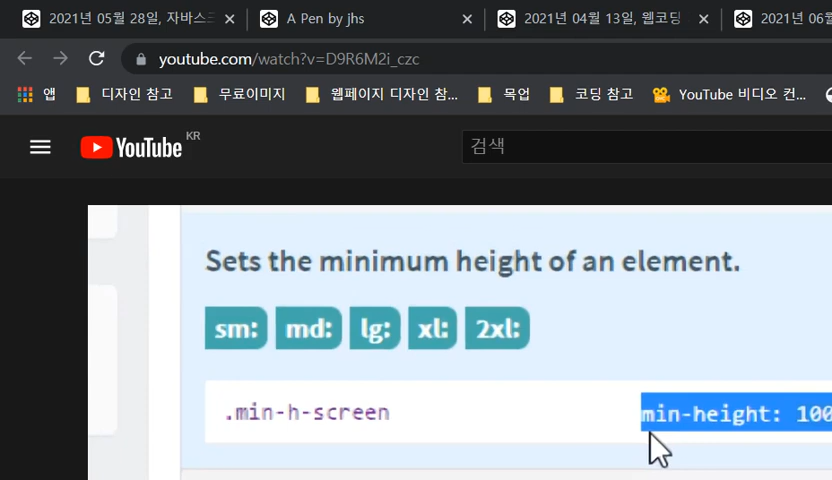 2021년 05월 28일, 자바스
A Pen by jhs
2021년 04월 13일, 웹코딩
2021년 06
youtube.com/watch?v=D9R6M2i_czc
앱 디자인 참고 무료이미지 웹페이지 디자인 참... 목업 코딩 참고 YouTube 비디오 컨...
YouTube KR
검색
Sets the minimum height of an element.
sm: md: lg: xl: 2xl:
.min-h-screen min-height: 100